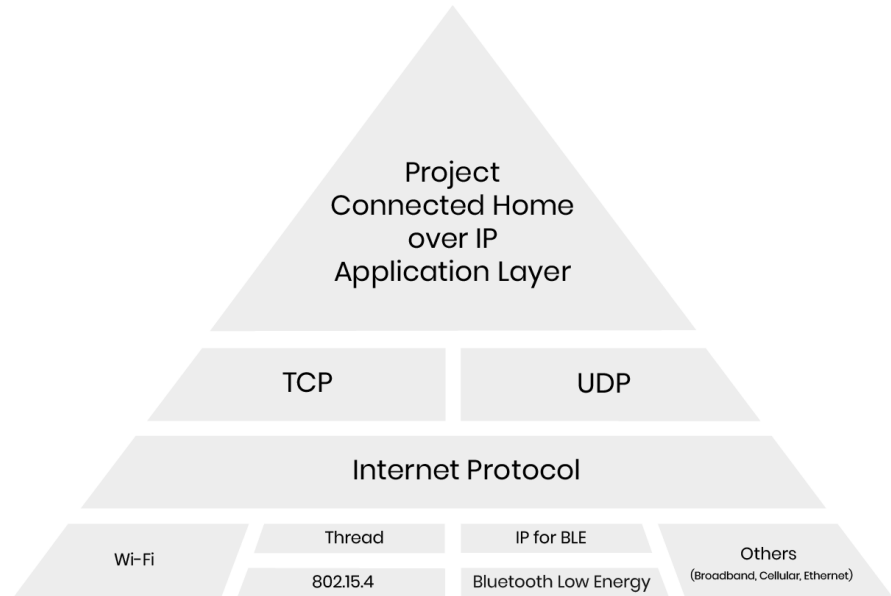 Project
Connected Home
over IP
Application Layer
TCP
UDP
Internet Protocol
Wi-Fi
Thread
IP for BLE
Others
(Broadband, Cellular, Ethernet)
802.15.4
Bluetooth Low Energy